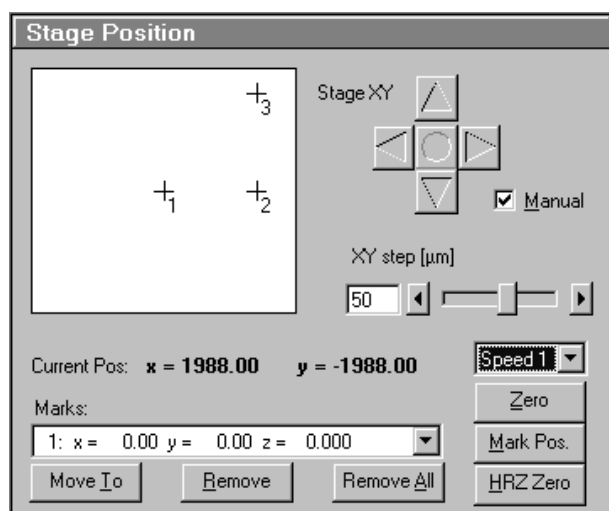 Stage Position
3
1
2
Stage XY
Manual
XY step [µm]
50
Current Pos: x = 1988.00 y = -1988.00
Speed 1
Marks:
1: x = 0.00 y = 0.00 z = 0.000
Zero
Mark Pos.
Move To Remove Remove All HRZ Zero